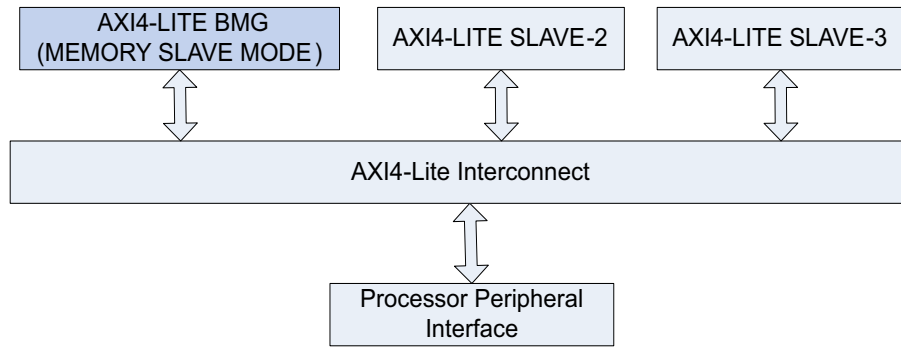 AXI4-LITE BMG
(MEMORY SLAVE MODE)
AXI4-LITE SLAVE-2
AXI4-LITE SLAVE-3
AXI4-Lite Interconnect
Processor Peripheral
Interface